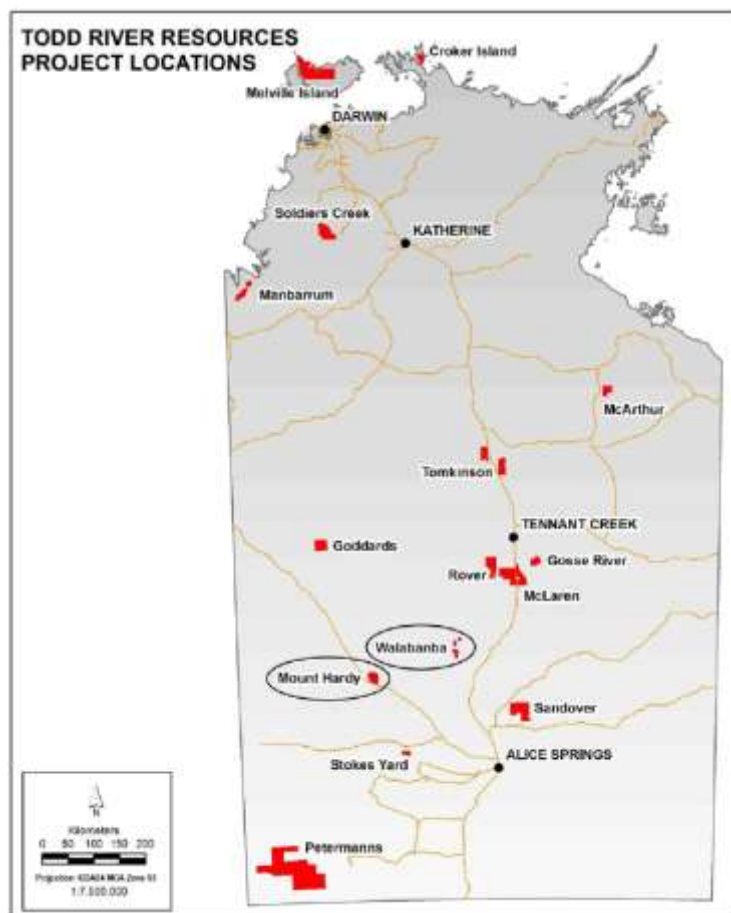 TODD RIVER RESOURCES
PROJECT LOCATIONS
Croker Island
Melville Island
DARWIN
Soldiers Creek
KATHERINE
Manbarrum
McArthur
Tomkinson
TENNANT CREEK
Goddards
Gosse River
Rover
McLaren
Walabanba
Mount Hardy
Sandover
Stokes Yard
ALICE SPRINGS
Petermanns
N
Kilometers
0 50 100 150 200
1:7,500,000